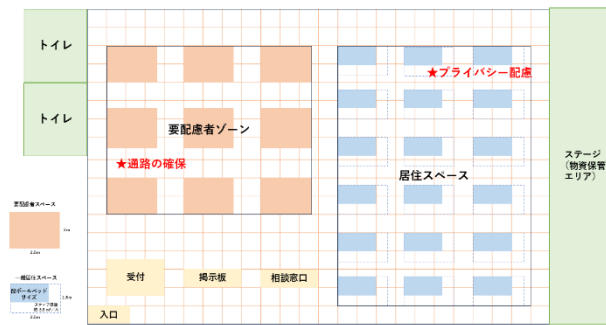 トイレ
トイレ
★プライバシー配慮
要配慮者ゾーン
★通路の確保
居住スペース
ステージ
(物資保管
エリア)
要配慮者スペース
一般居住スペース
段ボールベッド
サイズ
受付
掲示板
相談窓口
入口